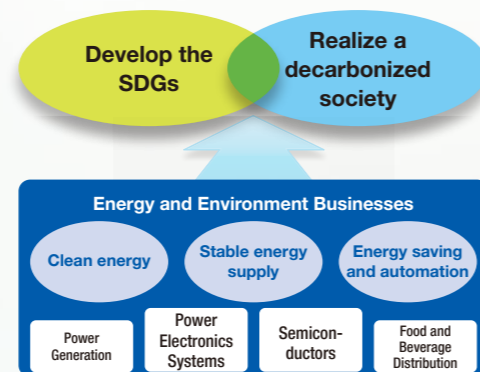 Develop the
SDGs
Realize a
decarbonized
society
Energy and Environment Businesses
Clean energy
Stable energy
supply
Energy saving
and automation
Power
Generation
Power
Electronics
Systems
Semicon-
ductors
Food and
Beverage
Distribution